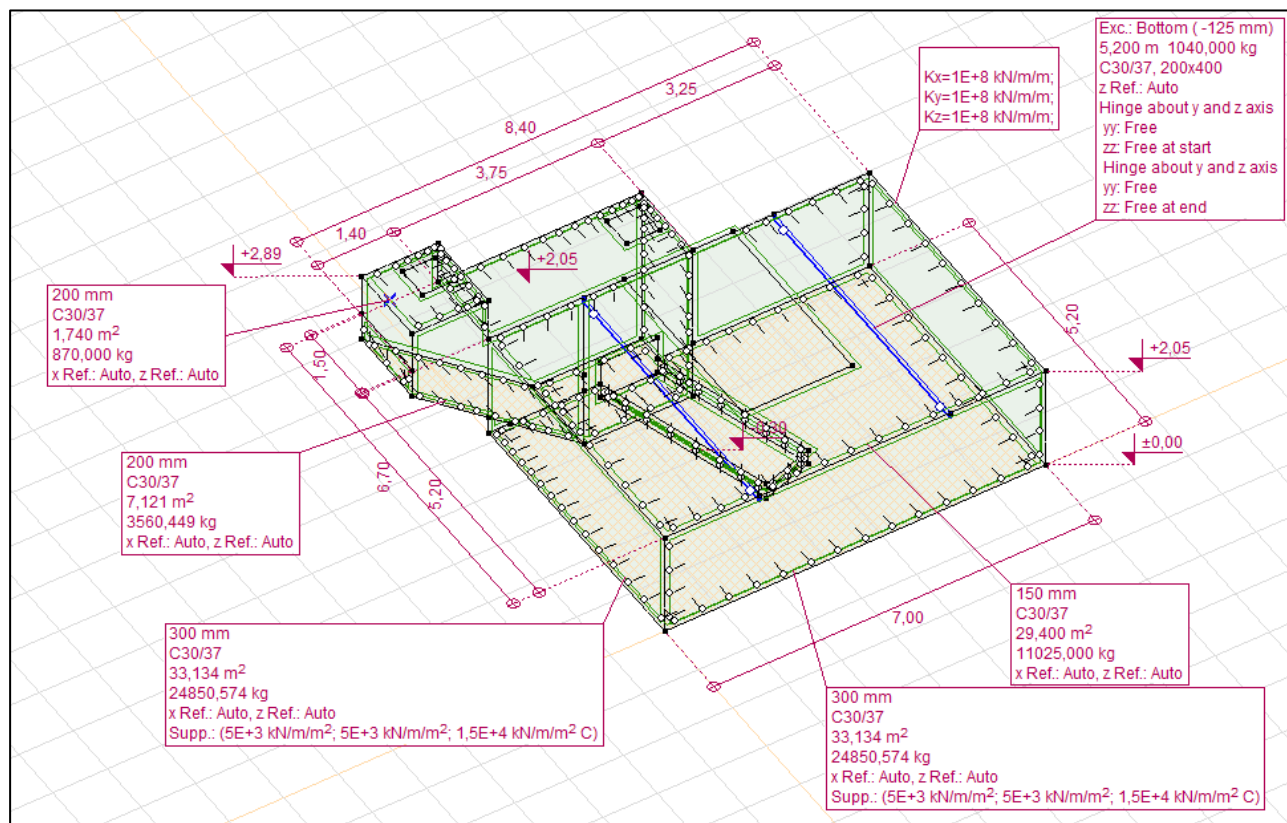 Exc.: Bottom ( -125 mm)
5,200 m 1040,000 kg
C30/37, 200x400
z Ref.: Auto
Hinge about y and z axis
yy: Free
zz: Free at start
Hinge about y and z axis
yy: Free
zz: Free at end
Kx=1E+8 kN/m/m;
Ky=1E+8 kN/m/m;
Kz=1E+8 kN/m/m;
3,25
8,40
3,75
1,40
+2,89
+2,05
5,20
+2,05
±0,00
200 mm
C30/37
1,740 m²
870,000 kg
x Ref.: Auto, z Ref.: Auto
1,50
-0,30
200 mm
C30/37
7,121 m²
3560,449 kg
x Ref.: Auto, z Ref.: Auto
6,70
5,20
7,00
150 mm
C30/37
29,400 m²
11025,000 kg
x Ref.: Auto, z Ref.: Auto
300 mm
C30/37
33,134 m²
24850,574 kg
x Ref.: Auto, z Ref.: Auto
Supp.: (5E+3 kN/m/m²; 5E+3 kN/m/m²; 1,5E+4 kN/m/m² C)
300 mm
C30/37
33,134 m²
24850,574 kg
x Ref.: Auto, z Ref.: Auto
Supp.: (5E+3 kN/m/m²; 5E+3 kN/m/m²; 1,5E+4 kN/m/m² C)